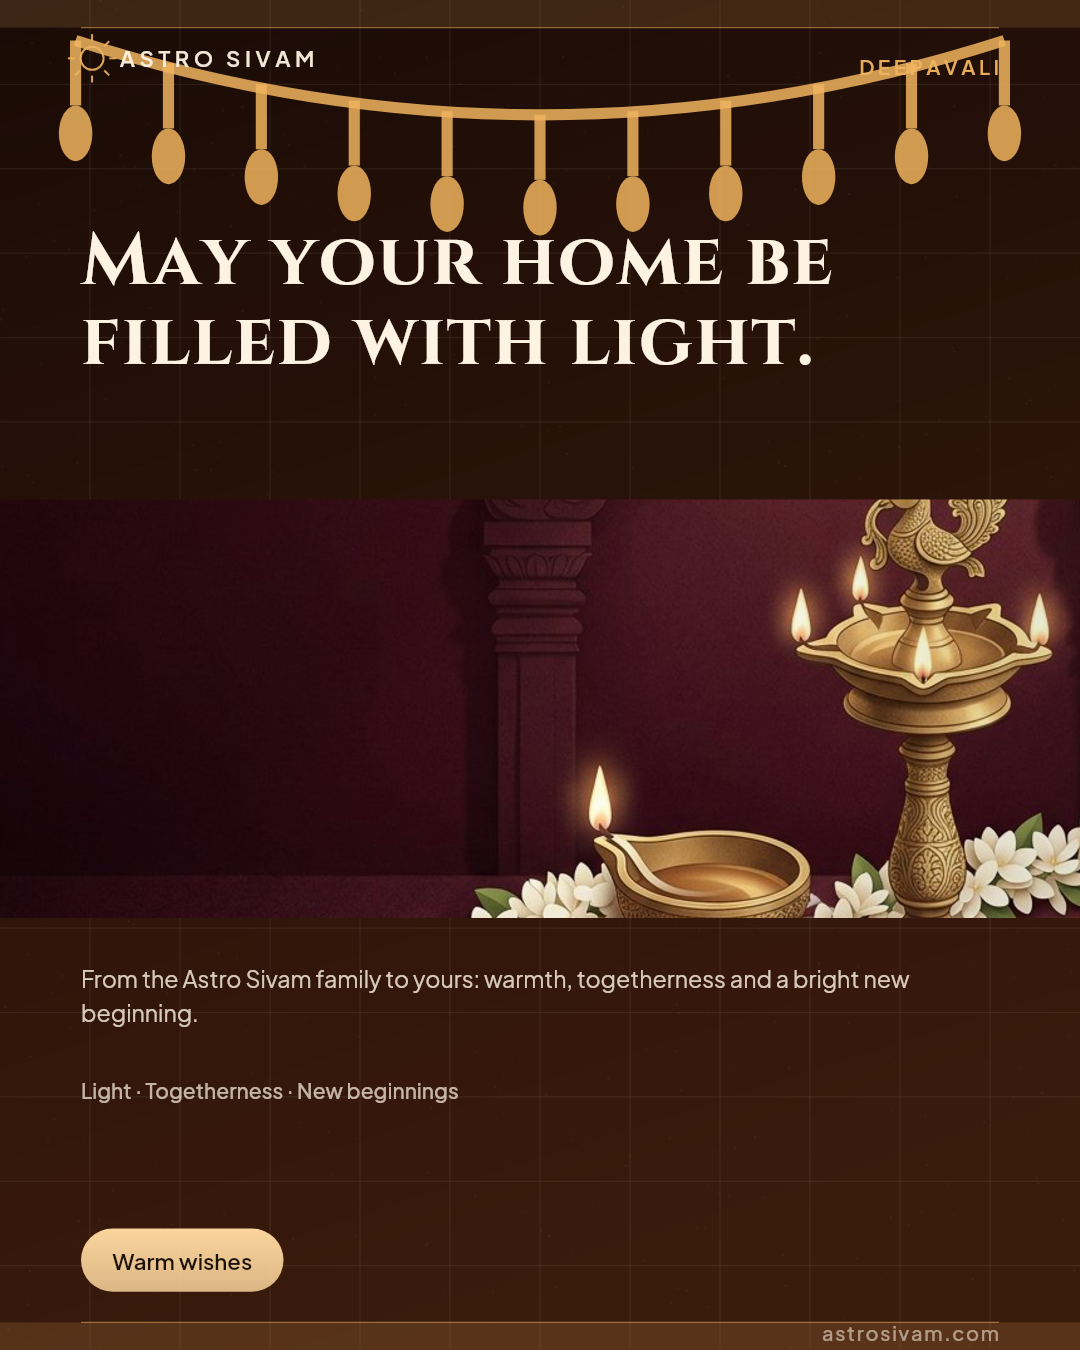 ASTRO SIVAM
DEEPAVALI
MAY YOUR HOME BE
FILLED WITH LIGHT.
From the Astro Sivam family to yours: warmth, togetherness and a bright new
beginning.
Light · Togetherness · New beginnings
Warm wishes
astrosivam.com